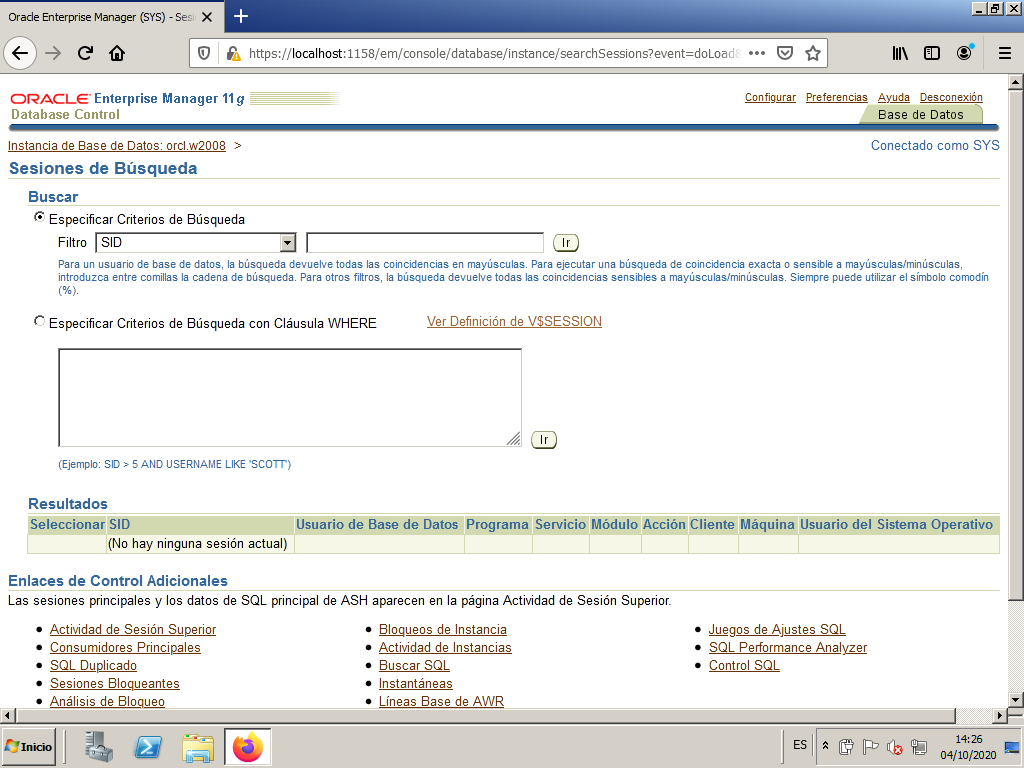 Oracle Enterprise Manager (SYS) - Sesi
https://localhost:1158/em/console/database/instance/searchSessions?event=doLoad&
ORACLE Enterprise Manager 11g
Database Control
Configurar Preferencias Ayuda Desconexión
Base de Datos
Instancia de Base de Datos: orcl.w2008 >
Conectado como SYS
Sesiones de Búsqueda
Buscar
Especificar Criterios de Búsqueda
Filtro SID Ir
Para un usuario de base de datos, la búsqueda devuelve todas las coincidencias en mayúsculas. Para ejecutar una búsqueda de coincidencia exacta o sensible a mayúsculas/minúsculas,
introduzca entre comillas la cadena de búsqueda. Para otros filtros, la búsqueda devuelve todas las coincidencias sensibles a mayúsculas/minúsculas. Siempre puede utilizar el símbolo comodín
(%).
Especificar Criterios de Búsqueda con Cláusula WHERE Ver Definición de V$SESSION
Ir
(Ejemplo: SID > 5 AND USERNAME LIKE 'SCOTT')
Resultados
Seleccionar SID Usuario de Base de Datos Programa Servicio Módulo Acción Cliente Máquina Usuario del Sistema Operativo
(No hay ninguna sesión actual)
Enlaces de Control Adicionales
Las sesiones principales y los datos de SQL principal de ASH aparecen en la página Actividad de Sesión Superior.
Actividad de Sesión Superior Bloqueos de Instancia Juegos de Ajustes SQL
Consumidores Principales Actividad de Instancias SQL Performance Analyzer
SQL Duplicado Buscar SQL Control SQL
Sesiones Bloqueantes Instantáneas
Análisis de Bloqueo Líneas Base de AWR
Inicio
ES
14:26
04/10/2020